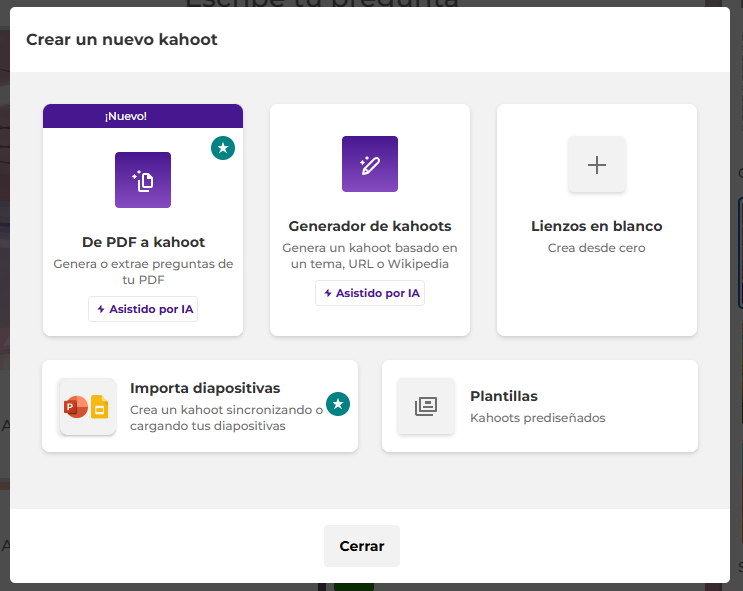 Escribe tu pregunta
Crear un nuevo kahoot
¡Nuevo!
De PDF a kahoot
Genera o extrae preguntas de
tu PDF
Asistido por IA
Generador de kahoots
Genera un kahoot basado en
un tema, URL o Wikipedia
Asistido por IA
Lienzos en blanco
Crea desde cero
P
Importa diapositivas
Crea un kahoot sincronizando o
cargando tus diapositivas
Plantillas
Kahoots prediseñados
Cerrar